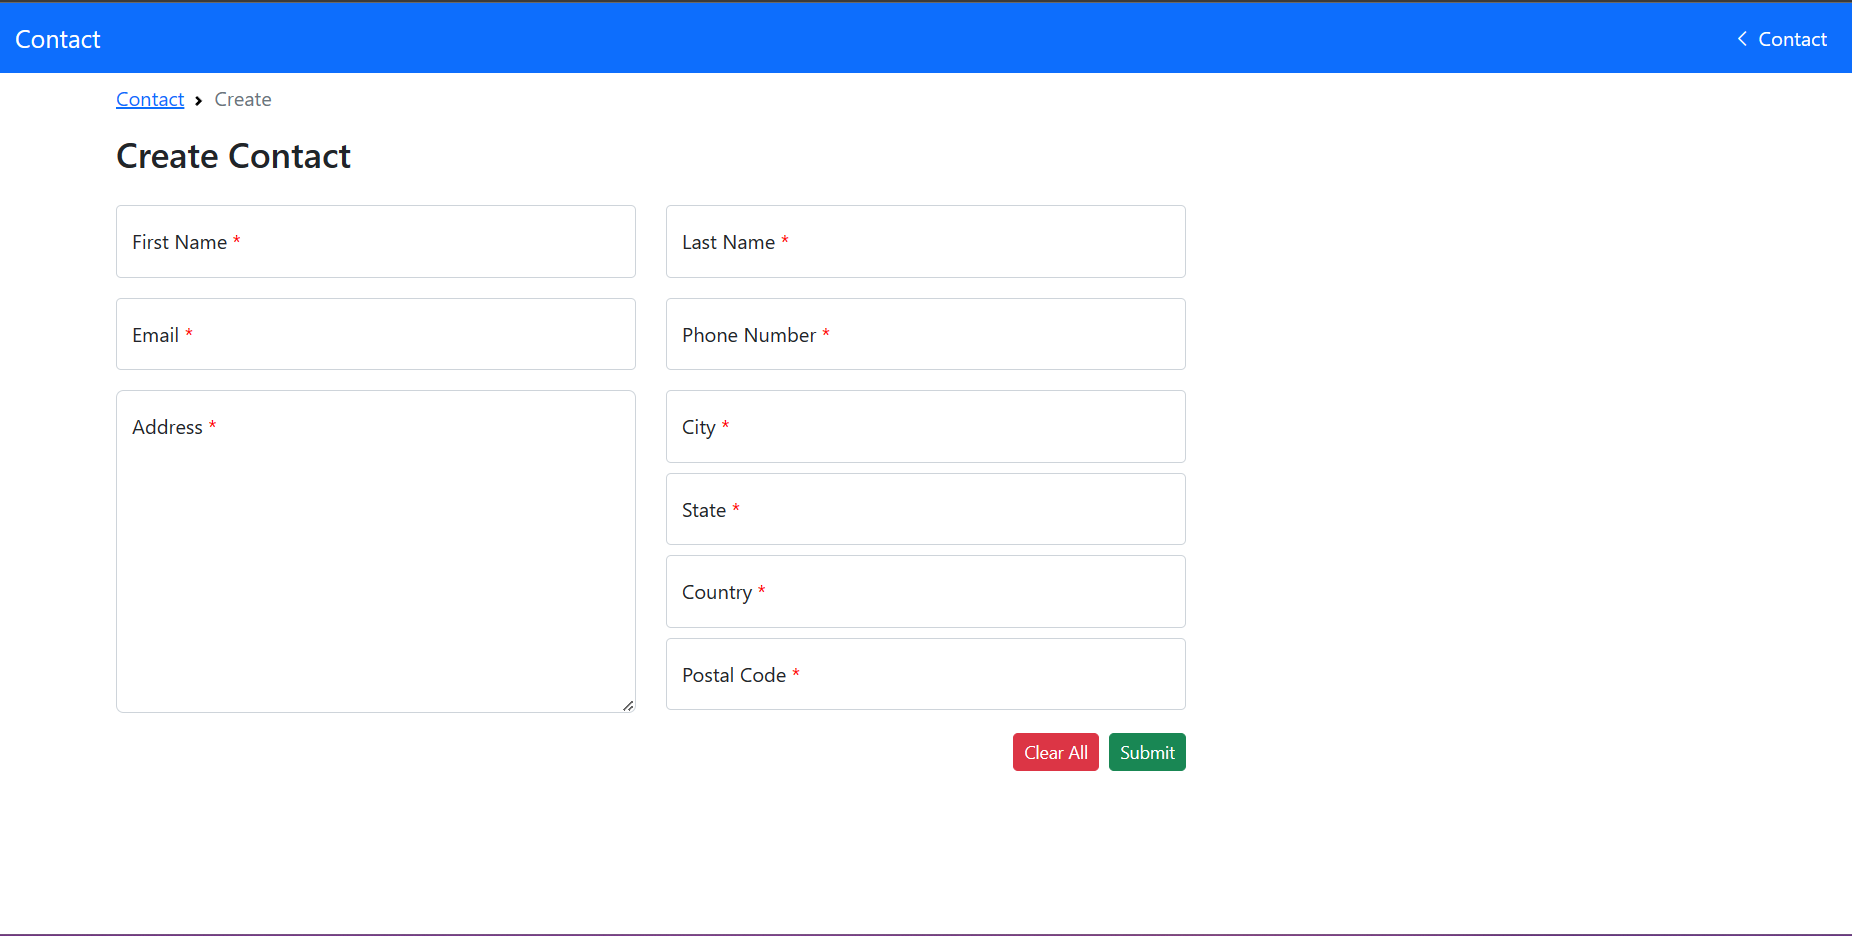 Contact
Contact
Contact Create
Create Contact
First Name *
Last Name *
Email *
Phone Number *
Address *
City *
State *
Country *
Postal Code *
Clear All
Submit